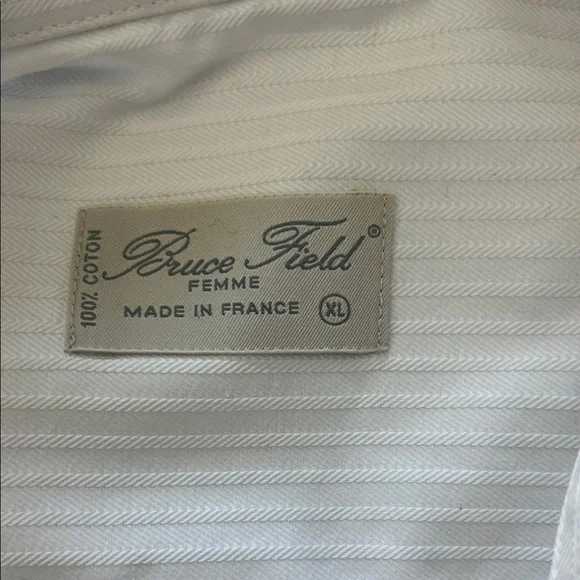 100% COTON
Bruce Field®
FEMME
MADE IN FRANCE XL